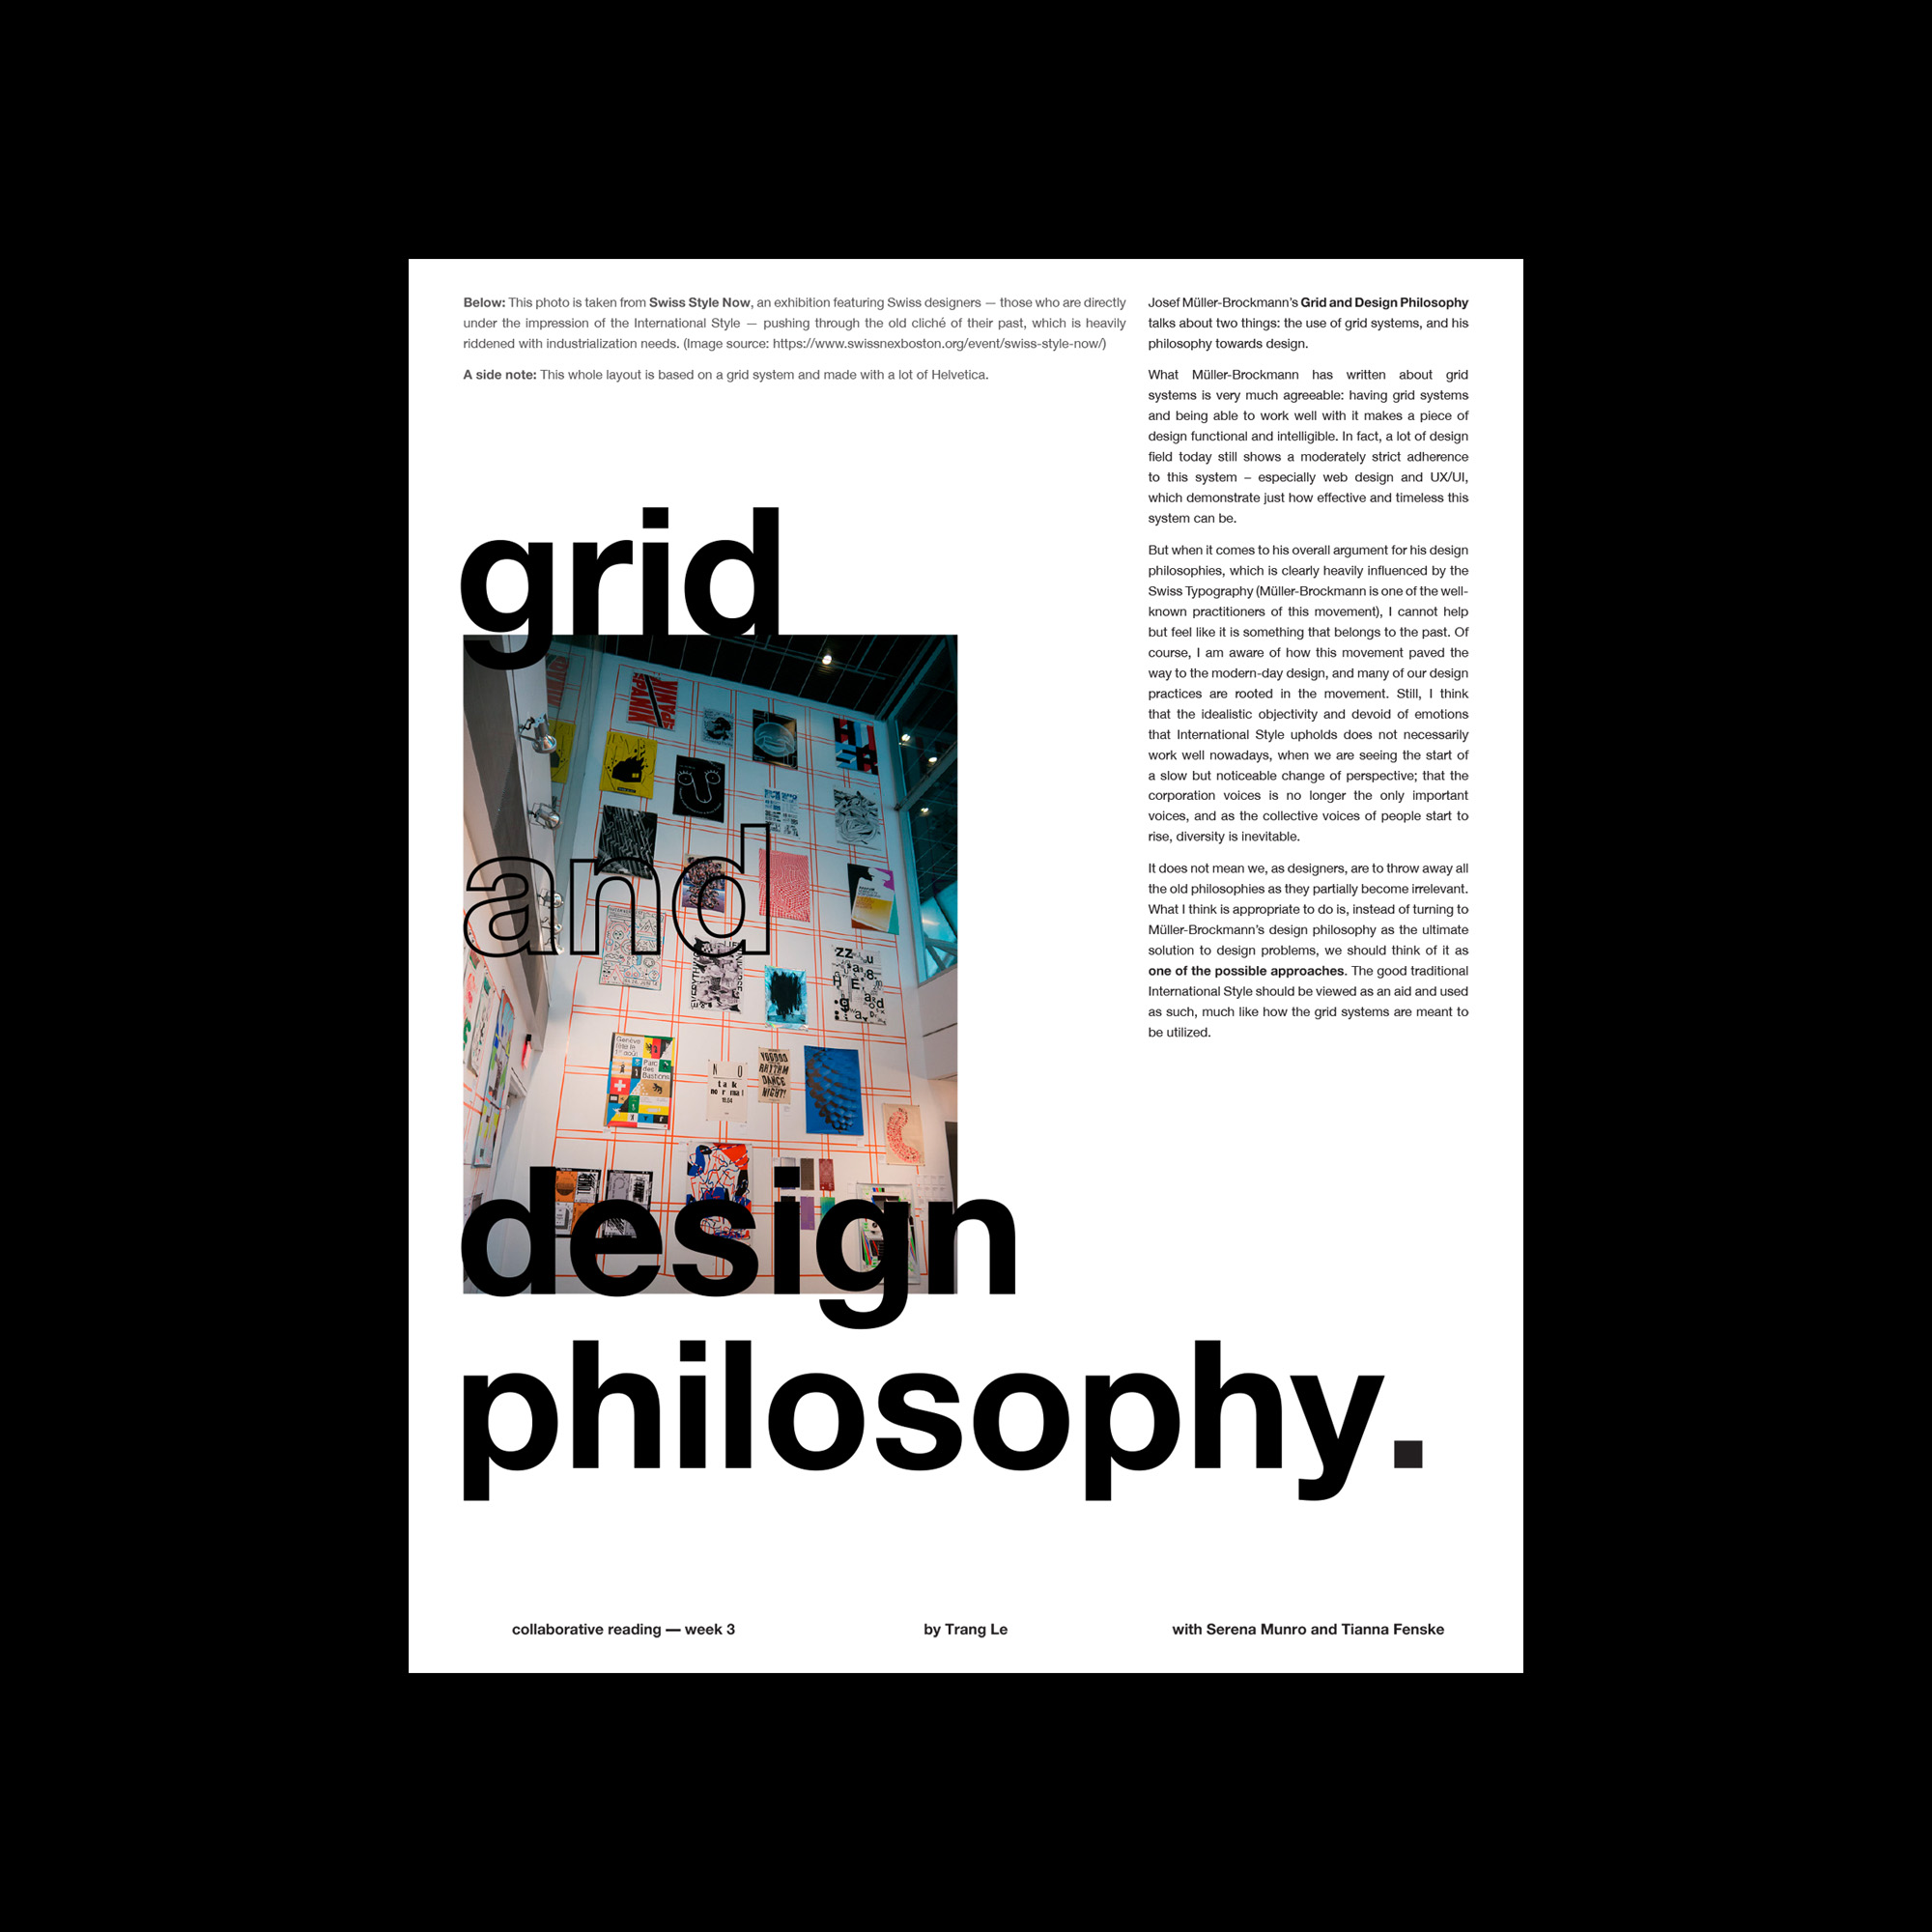 Below: This photo is taken from Swiss Style Now, an exhibition featuring Swiss designers — those who are directly
under the impression of the International Style — pushing through the old cliché of their past, which is heavily
riddened with industrialization needs. (Image source: https://www.swissnexboston.org/event/swiss-style-now/)
A side note: This whole layout is based on a grid system and made with a lot of Helvetica.
Josef Müller-Brockmann's Grid and Design Philosophy
talks about two things: the use of grid systems, and his
philosophy towards design.
What Müller-Brockmann has written about grid
systems is very much agreeable: having grid systems
and being able to work well with it makes a piece of
design functional and intelligible. In fact, a lot of design
field today still shows a moderately strict adherence
to this system – especially web design and UX/UI,
which demonstrate just how effective and timeless this
system can be.
But when it comes to his overall argument for his design
philosophies, which is clearly heavily influenced by the
Swiss Typography (Müller-Brockmann is one of the well-
known practitioners of this movement), I cannot help
but feel like it is something that belongs to the past. Of
course, I am aware of how this movement paved the
way to the modern-day design, and many of our design
practices are rooted in the movement. Still, I think
that the idealistic objectivity and devoid of emotions
that International Style upholds does not necessarily
work well nowadays, when we are seeing the start of
a slow but noticeable change of perspective; that the
corporation voices is no longer the only important
voices, and as the collective voices of people start to
rise, diversity is inevitable.
It does not mean we, as designers, are to throw away all
the old philosophies as they partially become irrelevant.
What I think is appropriate to do is, instead of turning to
Müller-Brockmann's design philosophy as the ultimate
solution to design problems, we should think of it as
one of the possible approaches. The good traditional
International Style should be viewed as an aid and used
as such, much like how the grid systems are meant to
be utilized.
grid
and
Genève
fête le
1er août
Parc
des
Bastions
N O
tak
no r mal
VOODOO
RHYTHM
DANCE
NIGHT!
design
philosophy.
collaborative reading — week 3
by Trang Le
with Serena Munro and Tianna Fenske